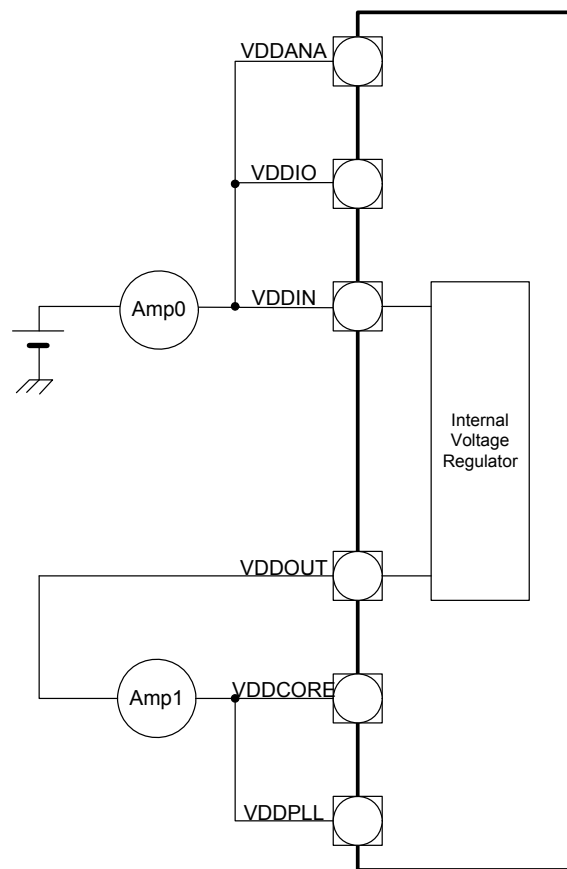 VDDANA
VDDIO
Amp0
VDDIN
Internal
Voltage
Regulator
VDDOUT
Amp1
VDDCORE
VDDPLL